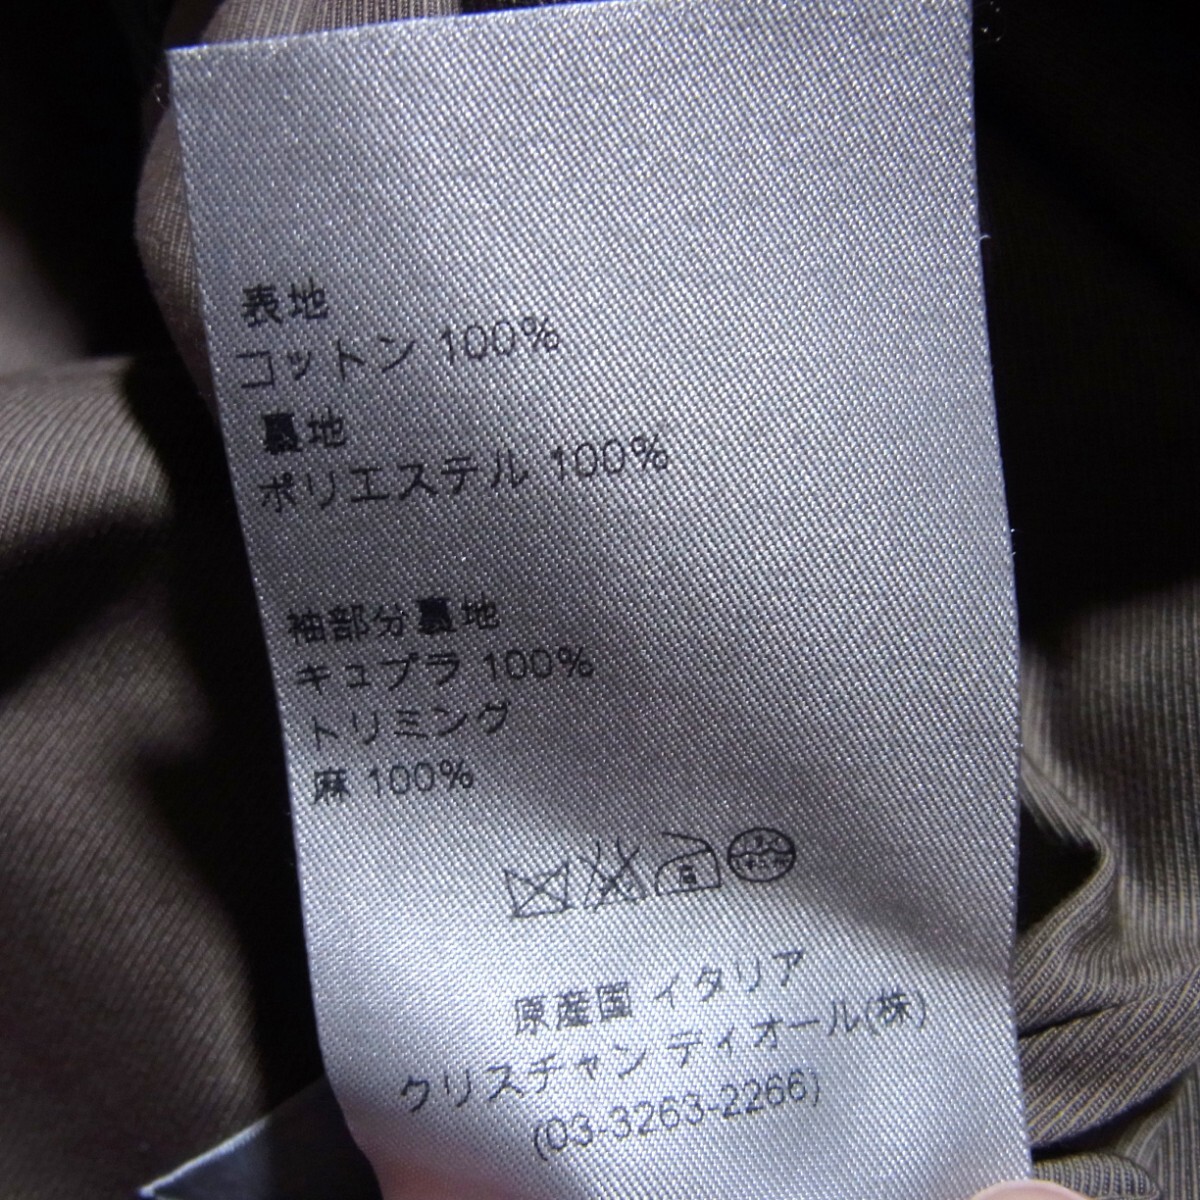 表地
コットン 100%
裏地
ポリエステル 100%
袖部分裏地
キュプラ 100%
トリミング
麻 100%
原産国 イタリア
クリスチャン ディオール(株)
(03-3263-2266)